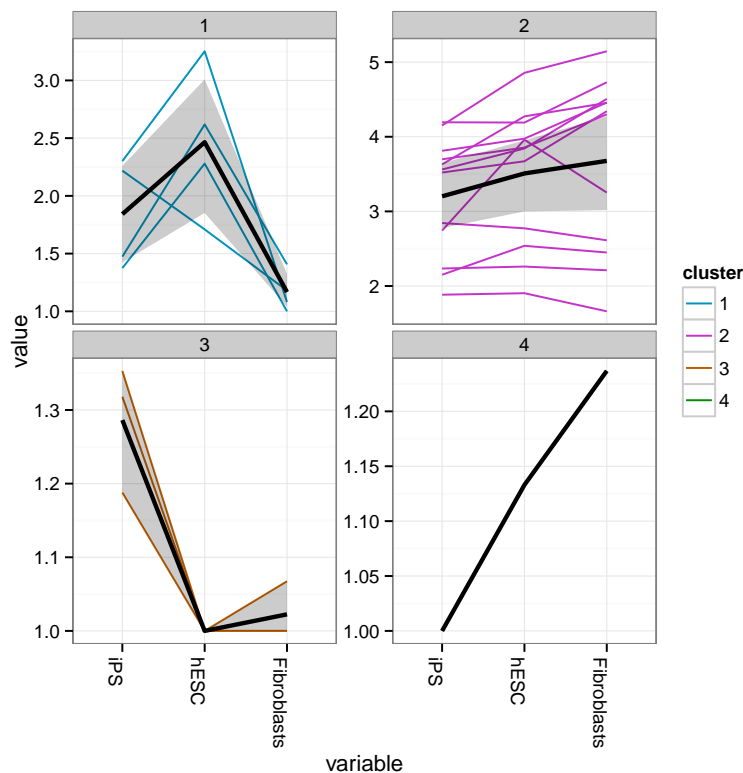 1
2
3.0
2.5
2.0
1.5
1.0
5
4
3
2
value
cluster
1
2
3
4
3
4
1.3
1.2
1.1
1.0
1.20
1.15
1.10
1.05
1.00
iPS
hESC
Fibroblasts
iPS
hESC
Fibroblasts
variable